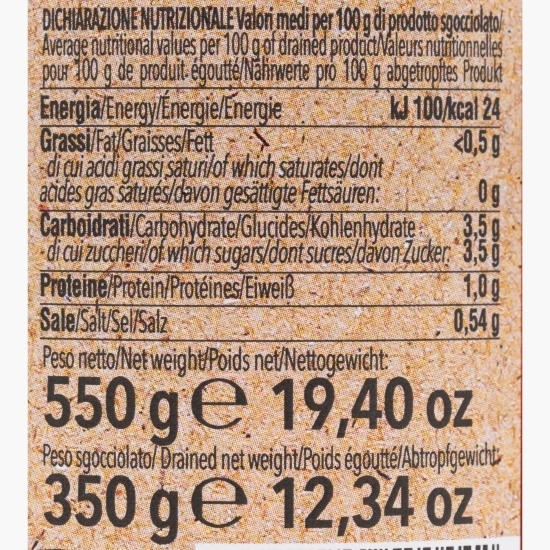 DICHIARAZIONE NUTRIZIONALE Valori medi per 100 g di prodotto sgocciolato/
Average nutritional values per 100 g of drained product/Valeurs nutritionnelles
pour 100 g de produit égoutté/Nährwerte pro 100 g abgetropftes Produkt
Energia/Energy/Énergie/Energie kJ 100/kcal 24
Grassi/Fat/Graisses/Fett <0,5 g
di cui acidi grassi saturi/of which saturates/dont
acides gras saturés/davon gesättigte Fettsäuren: 0 g
Carboidrati/Carbohydrate/Glucides/Kohlenhydrate 3,5 g
di cui zuccheri/of which sugars/dont sucres/davon Zucker: 3,5 g
Proteine/Protein/Protéines/Eiweiß 1,0 g
Sale/Salt/Sel/Salz 0,54 g
Peso netto/Net weight/Poids net/Nettogewicht:
550 g ℮ 19,40 oz
Peso sgocciolato/Drained net weight/Poids égoutté/Abtropfgewicht:
350 g ℮ 12,34 oz